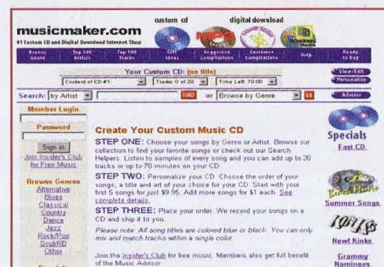 custom cd
digital download
musicmaker.com
#1 Custom CD and Digital Download Internet Shop
Browse Genre
Top 100 Artists
Top 100 Tracks
Gift Ideas
Suggested Compilations
Customer Compilations
Help
Ready to Buy
Your Custom CD: (no title)
View/Edit
Content of CD #1:
Tracks: 0 of 20
Time Left: 70:00
Personalize
Search: by Artist
FIND
or
Browse by Genre
GO
Advisor
Member Login
Password
Sign in
Join Insider's Club for Free Music
Browse Genres
Alternative
Blues
Classical
Country
Dance
Jazz
Rock/Pop
Soul/RD
Other
Create Your Custom Music CD
STEP ONE: Choose your songs by Genre or Artist. Browse our
collection to find your favorite songs or check out our Search
Helpers. Listen to samples of every song and you can add up to 20
tracks or up to 70 minutes on your CD.
STEP TWO: Personalize your CD. Choose the order of your
songs, a title and art of your choice for your CD. Start with your
first 5 songs for just $9.95. Add more songs for $1 each. See
complete details.
STEP THREE: Place your order. We record your songs on a
CD and ship it to you.
Please note: All song titles are colored blue or black. You can only
mix and match tracks within a single color
Join the Insider's Club for free music. Members also get full benefit
of the Music Advisor
Specials
Fast CD.
Summer Songs.
Newl Kinks.
Grammy
Nominees